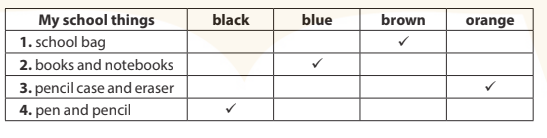 My school things black blue brown orange
1. school bag ✓
2. books and notebooks ✓
3. pencil case and eraser ✓
4. pen and pencil ✓